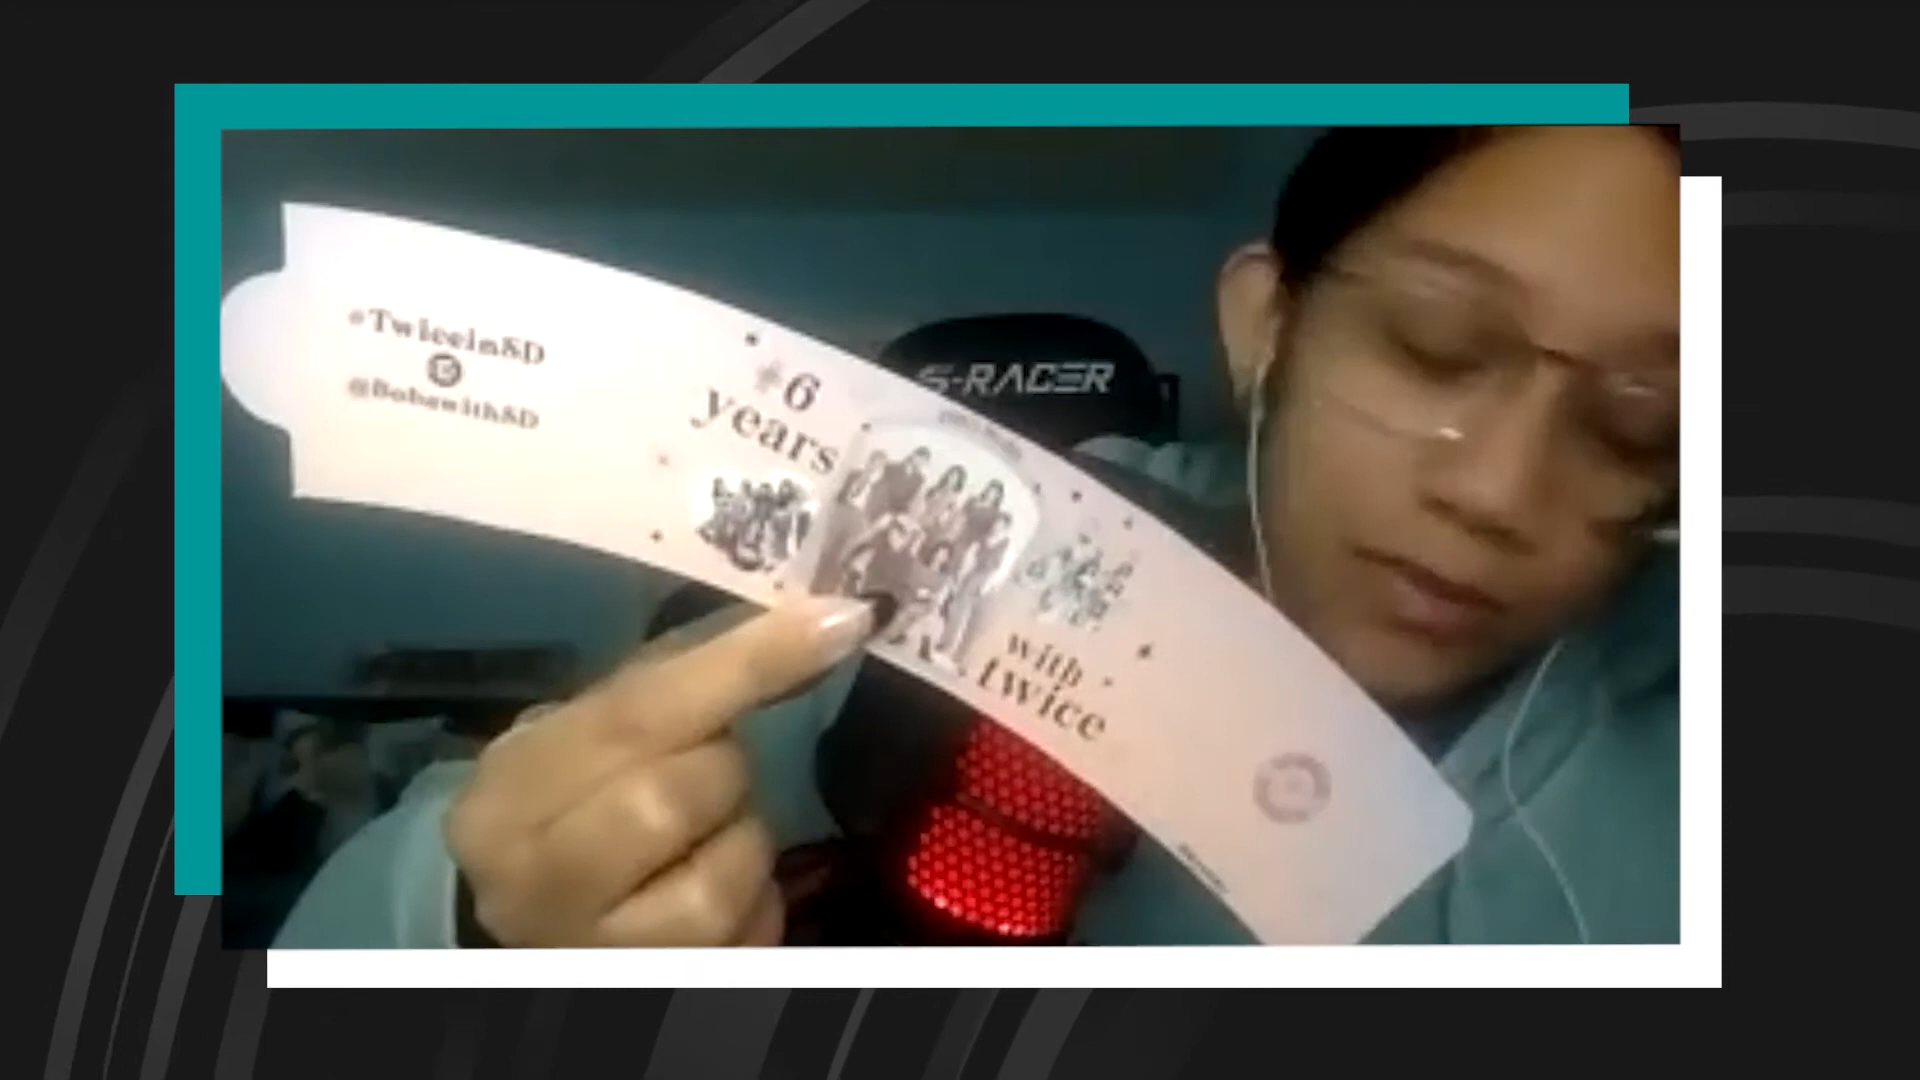 @TwiceinSD
@BobawithSD
+6
years
with
twice
S-RACER